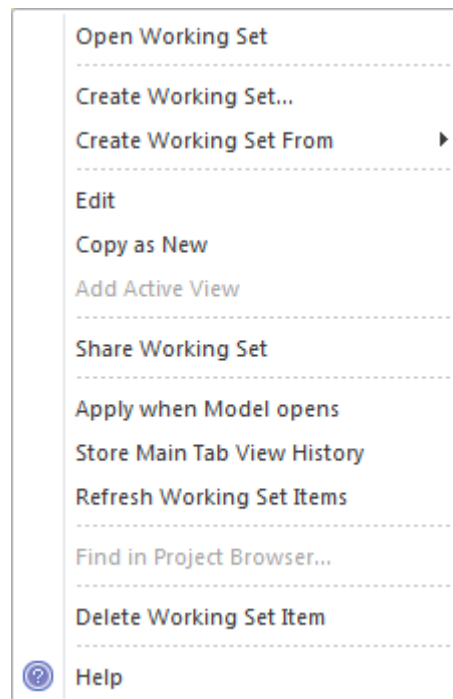 Open Working Set
Create Working Set...
Create Working Set From
Edit
Copy as New
Add Active View
Share Working Set
Apply when Model opens
Store Main Tab View History
Refresh Working Set Items
Find in Project Browser...
Delete Working Set Item
? Help